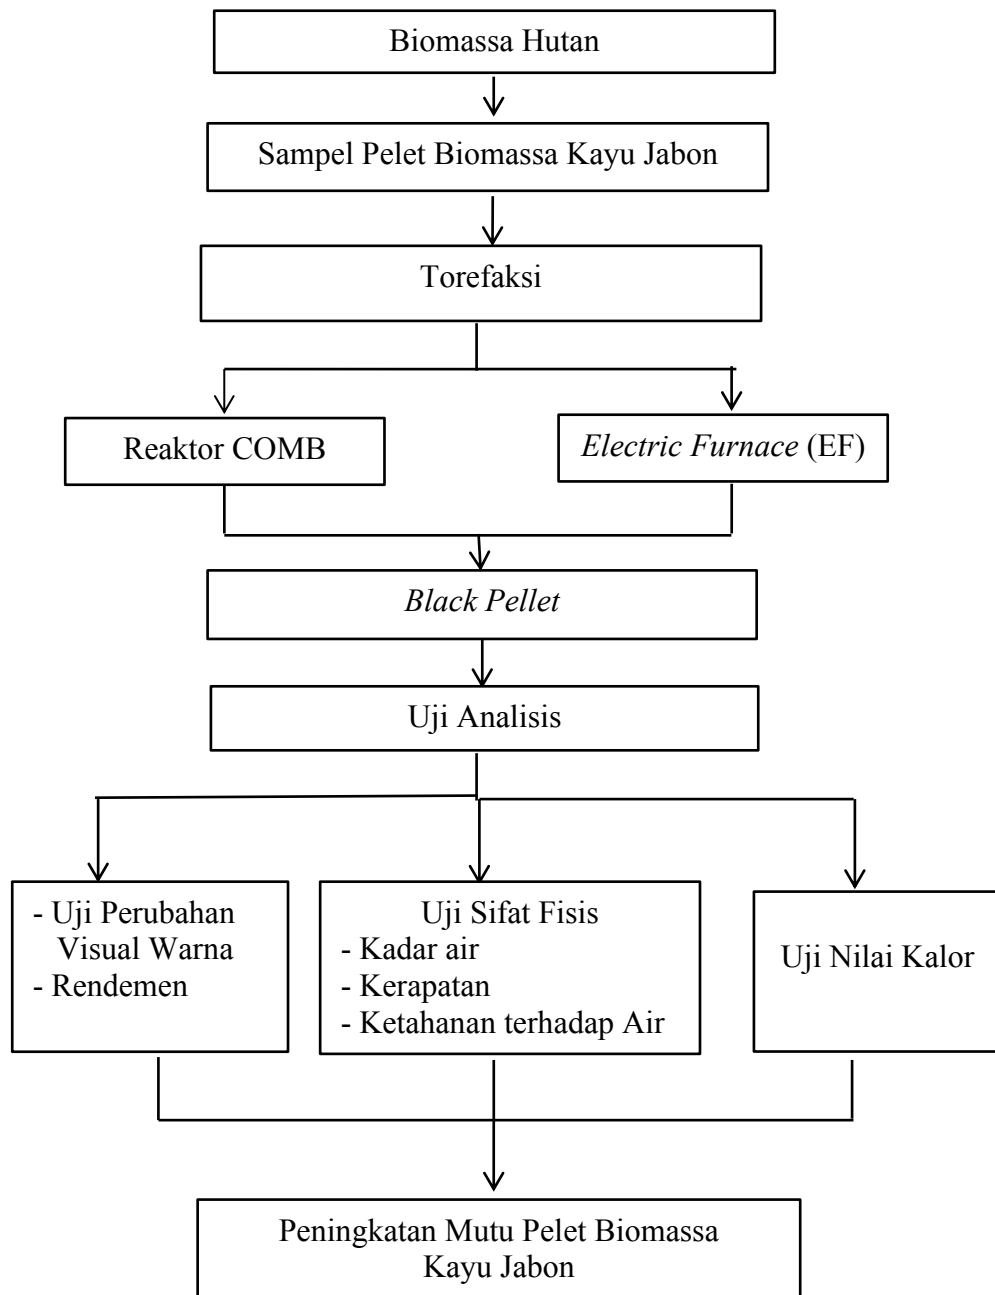 Biomassa Hutan
Sampel Pelet Biomassa Kayu Jabon
Torefaksi
Reaktor COMB
Electric Furnace (EF)
Black Pellet
Uji Analisis
- Uji Perubahan
Visual Warna
- Rendemen
Uji Sifat Fisis
- Kadar air
- Kerapatan
- Ketahanan terhadap Air
Uji Nilai Kalor
Peningkatan Mutu Pelet Biomassa
Kayu Jabon